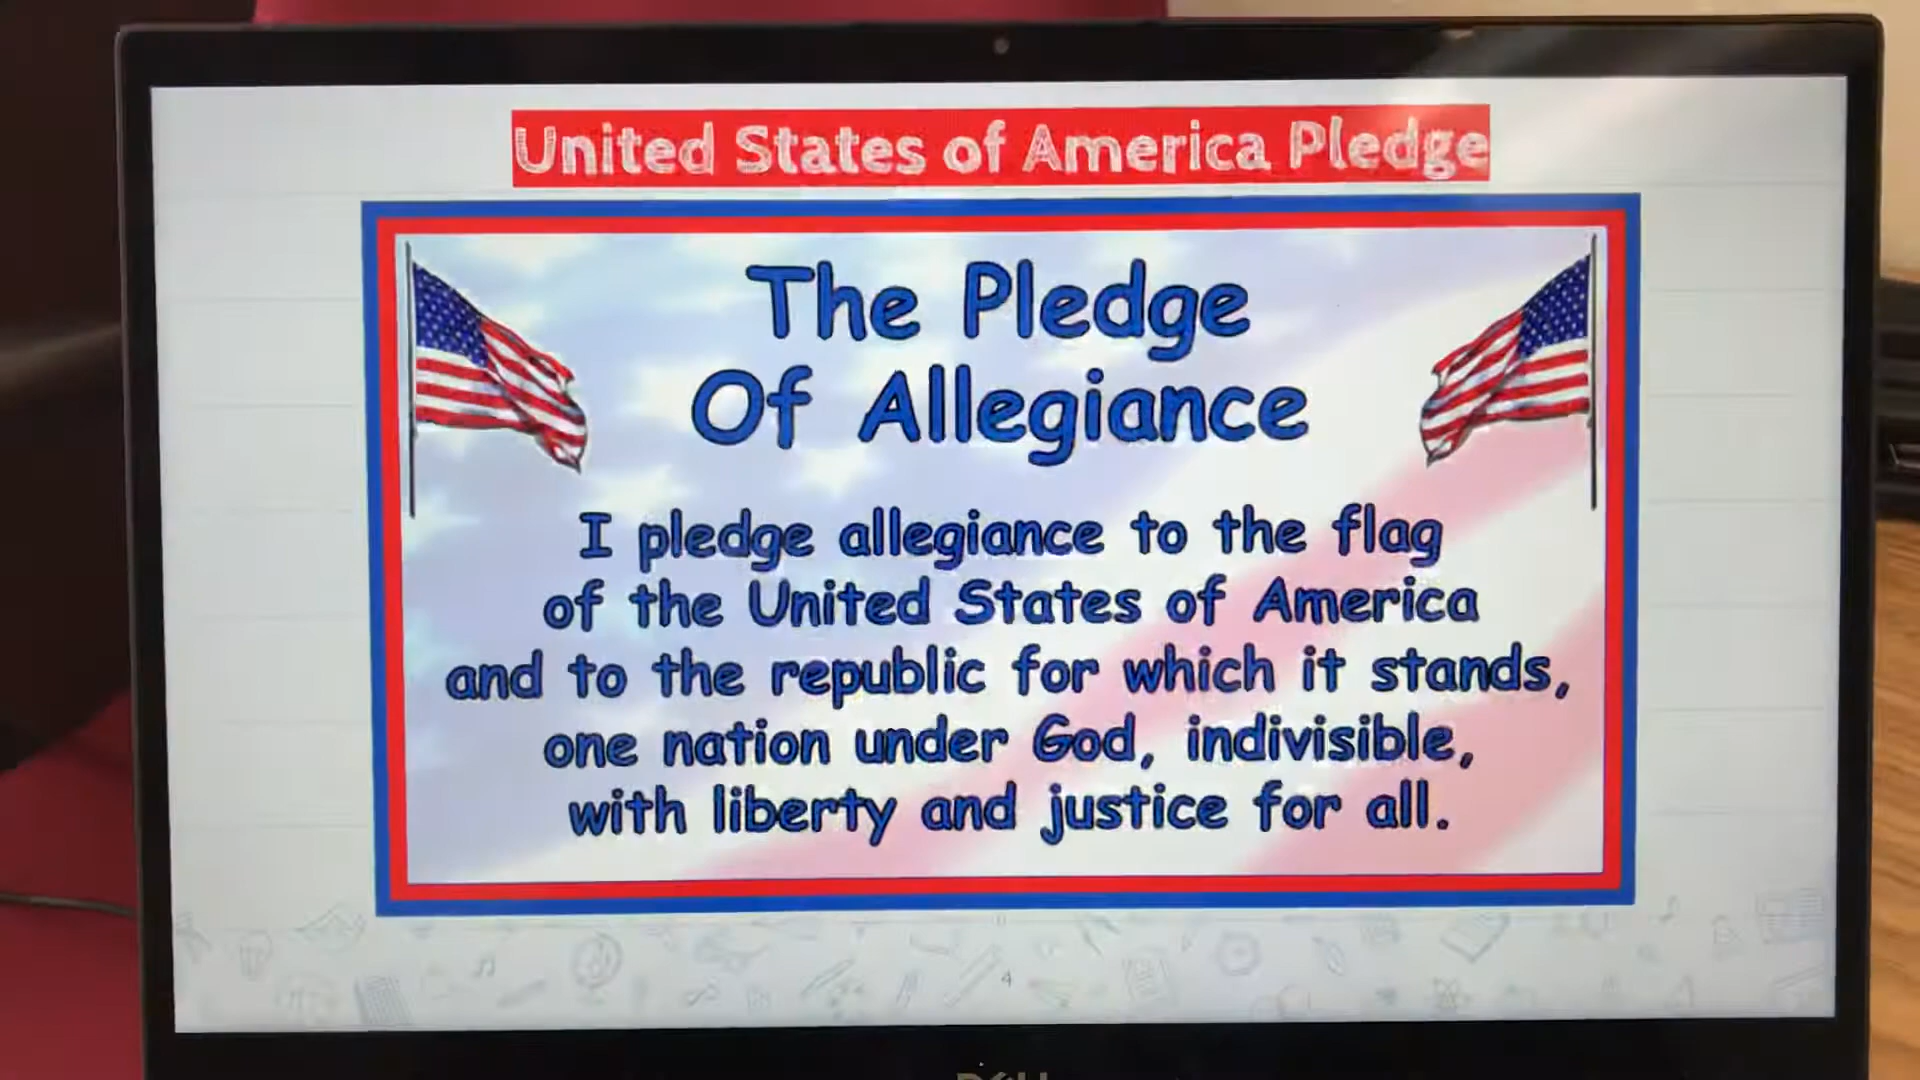 United States of America Pledge
The Pledge
Of Allegiance
I pledge allegiance to the flag
of the United States of America
and to the republic for which it stands,
one nation under God, indivisible,
with liberty and justice for all.
4